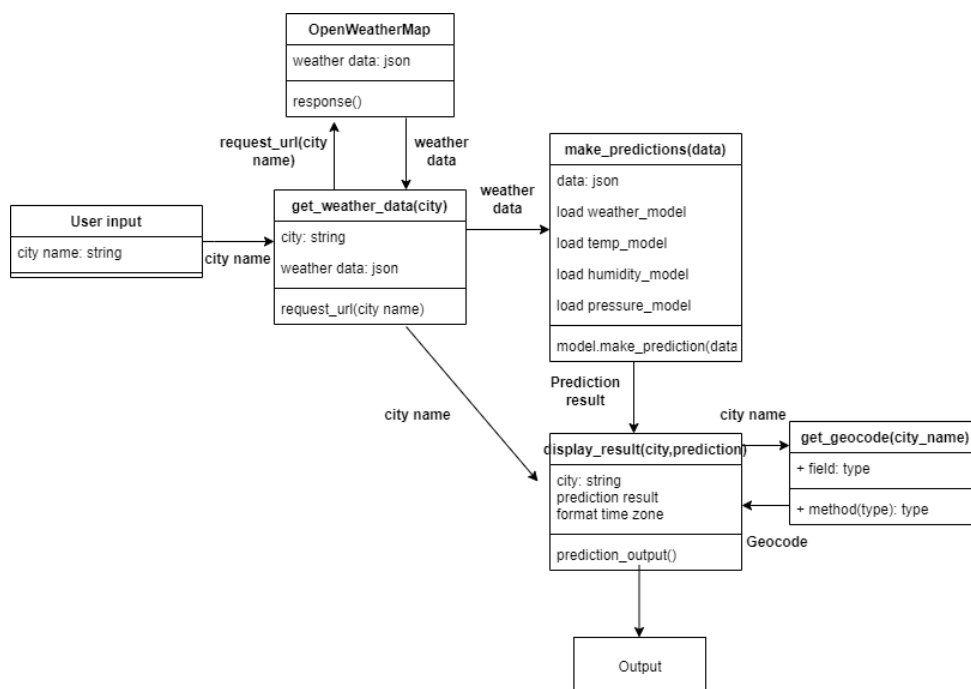 OpenWeatherMap
weather data: json
response()
request_url(city
name)
weather
data
User input
city name: string
city name
get_weather_data(city)
city: string
weather data: json
request_url(city name)
weather
data
make_predictions(data)
data: json
load weather_model
load temp_model
load humidity_model
load pressure_model
model.make_prediction(data
Prediction
result
city name
city name
display_result(city,prediction)
city: string
prediction result
format time zone
prediction_output()
get_geocode(city_name)
+ field: type
+ method(type): type
Geocode
Output